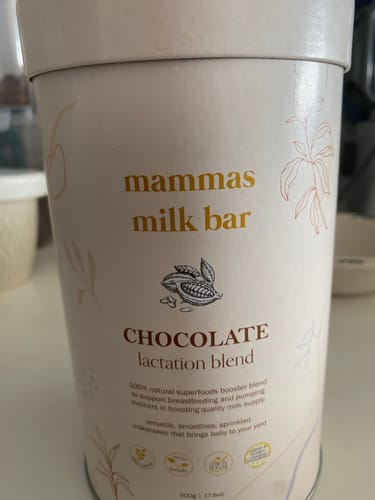 mammas
milk bar
CHOCOLATE
lactation blend
100% natural superfoods booster blend
to support breastfeeding and pumping
mothers in boosting quality milk supply.
versatile, smoothies, sprinkled,
milkshakes that brings baby to your yard
500g | 17.6oz